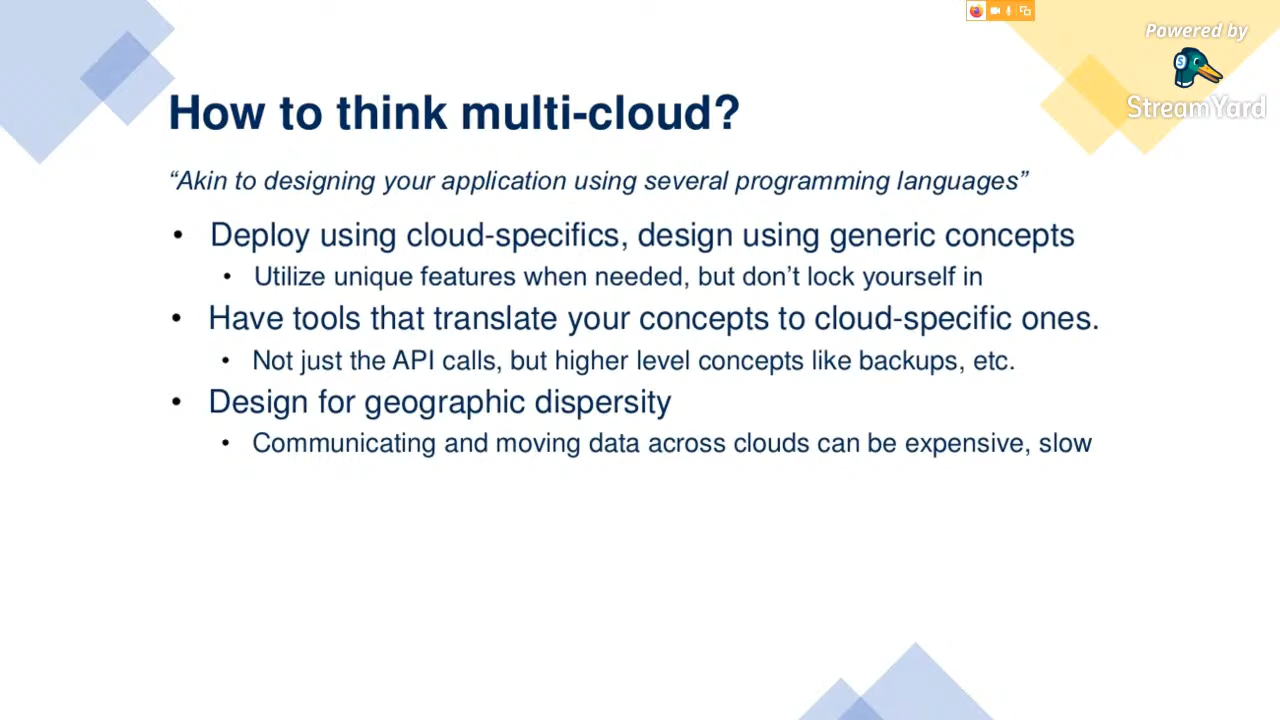 Powered by
StreamYard
How to think multi-cloud?
“Akin to designing your application using several programming languages”
• Deploy using cloud-specifics, design using generic concepts
• Utilize unique features when needed, but don’t lock yourself in
• Have tools that translate your concepts to cloud-specific ones.
• Not just the API calls, but higher level concepts like backups, etc.
• Design for geographic dispersity
• Communicating and moving data across clouds can be expensive, slow